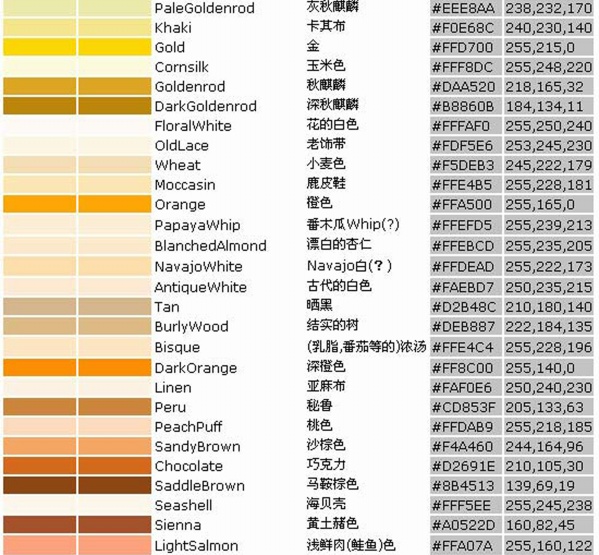 PaleGoldenrod 灰秋麒麟 #EEE8AA 238,232,170
Khaki 卡其布 #F0E68C 240,230,140
Gold 金 #FFD700 255,215,0
Cornsilk 玉米色 #FFF8DC 255,248,220
Goldenrod 秋麒麟 #DAA520 218,165,32
DarkGoldenrod 深秋麒麟 #B8860B 184,134,11
FloralWhite 花的白色 #FFFAF0 255,250,240
OldLace 老饰带 #FDF5E6 253,245,230
Wheat 小麦色 #F5DEB3 245,222,179
Moccasin 鹿皮鞋 #FFE4B5 255,228,181
Orange 橙色 #FFA500 255,165,0
PapayaWhip 番木瓜Whip(?) #FFEFD5 255,239,213
BlanchedAlmond 漂白的杏仁 #FFEBCD 255,235,205
NavajoWhite Navajo白(?) #FFDEAD 255,222,173
AntiqueWhite 古代的白色 #FAEBD7 250,235,215
Tan 晒黑 #D2B48C 210,180,140
BurlyWood 结实的树 #DEB887 222,184,135
Bisque (乳脂,番茄等的)浓汤 #FFE4C4 255,228,196
DarkOrange 深橙色 #FF8C00 255,140,0
Linen 亚麻布 #FAF0E6 250,240,230
Peru 秘鲁 #CD853F 205,133,63
PeachPuff 桃色 #FFDAB9 255,218,185
SandyBrown 沙棕色 #F4A460 244,164,96
Chocolate 巧克力 #D2691E 210,105,30
SaddleBrown 马鞍棕色 #8B4513 139,69,19
Seashell 海贝壳 #FFF5EE 255,245,238
Sienna 黄土赭色 #A0522D 160,82,45
LightSalmon 浅鲜肉(鲑鱼)色 #FFA07A 255,160,122